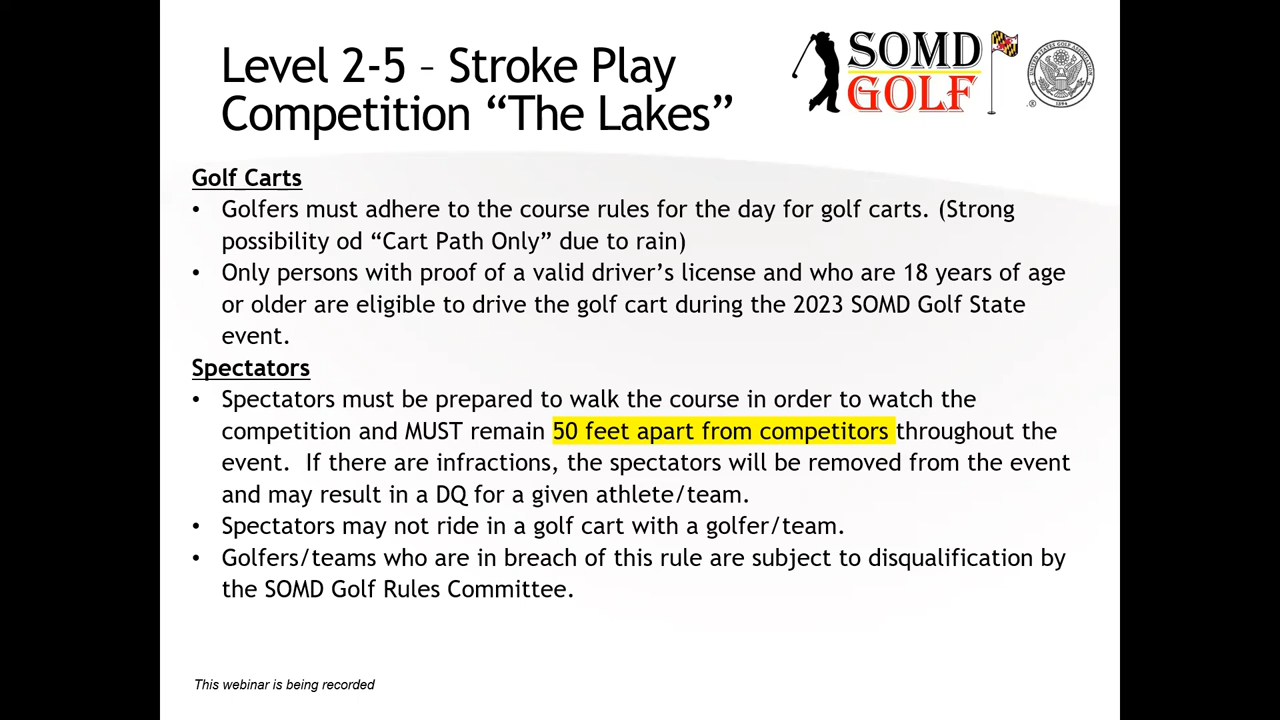 Level 2-5 – Stroke Play
Competition “The Lakes”
SOMD
GOLF
Golf Carts
• Golfers must adhere to the course rules for the day for golf carts. (Strong
possibility od “Cart Path Only” due to rain)
• Only persons with proof of a valid driver’s license and who are 18 years of age
or older are eligible to drive the golf cart during the 2023 SOMD Golf State
event.
Spectators
• Spectators must be prepared to walk the course in order to watch the
competition and MUST remain 50 feet apart from competitors throughout the
event.  If there are infractions, the spectators will be removed from the event
and may result in a DQ for a given athlete/team.
• Spectators may not ride in a golf cart with a golfer/team.
• Golfers/teams who are in breach of this rule are subject to disqualification by
the SOMD Golf Rules Committee.
This webinar is being recorded